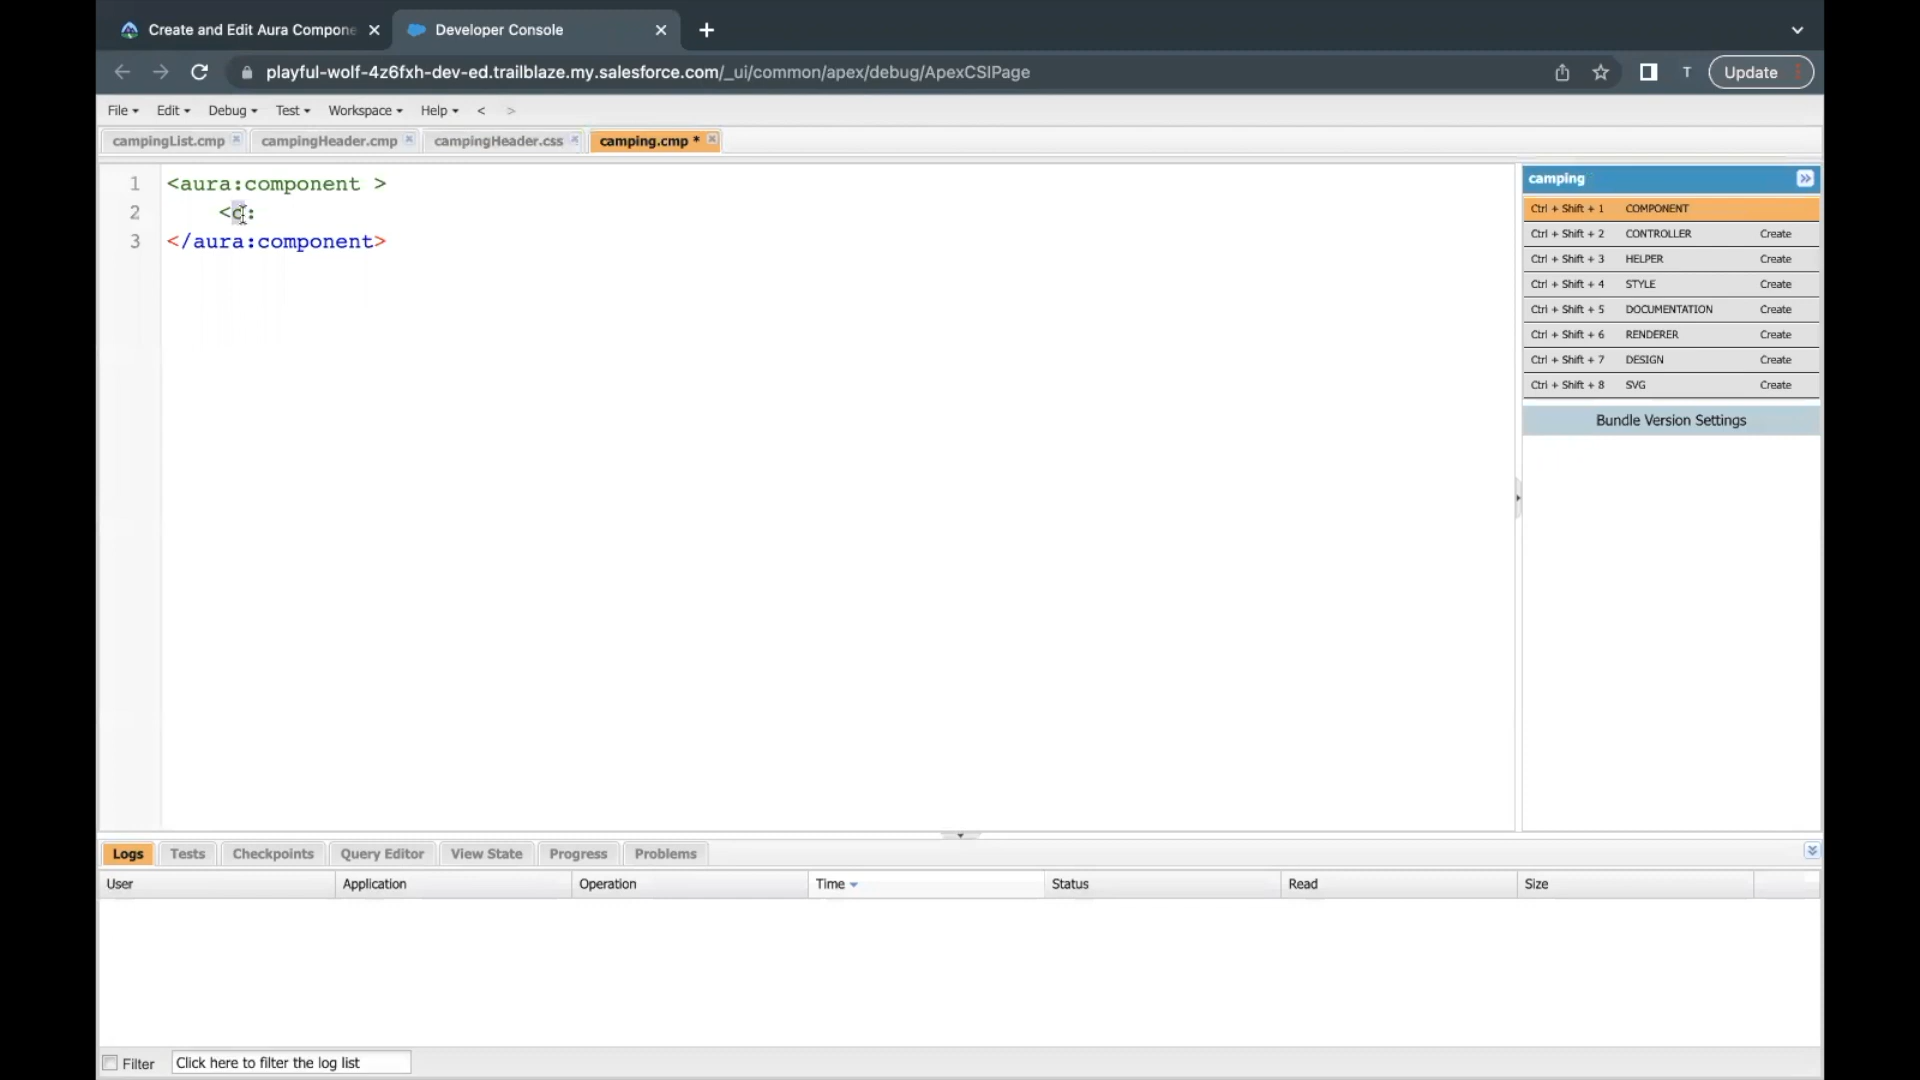 Create and Edit Aura Compone
Developer Console
playful-wolf-4z6fxh-dev-ed.trailblaze.my.salesforce.com/_ui/common/apex/debug/ApexCSIPage
T
Update
File Edit Debug Test Workspace Help < >
campingList.cmp campingHeader.cmp campingHeader.css camping.cmp *
1 <aura:component >
2 <c:
3 </aura:component>
camping
Ctrl + Shift + 1 COMPONENT
Ctrl + Shift + 2 CONTROLLER Create
Ctrl + Shift + 3 HELPER Create
Ctrl + Shift + 4 STYLE Create
Ctrl + Shift + 5 DOCUMENTATION Create
Ctrl + Shift + 6 RENDERER Create
Ctrl + Shift + 7 DESIGN Create
Ctrl + Shift + 8 SVG Create
Bundle Version Settings
Logs Tests Checkpoints Query Editor View State Progress Problems
User Application Operation Time Status Read Size
Filter Click here to filter the log list